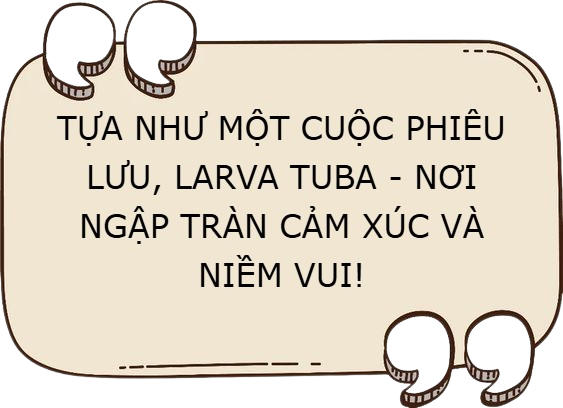 TỰA NHƯ MỘT CUỘC PHIÊU
LƯU, LARVA TUBA - NƠI
NGẬP TRÀN CẢM XÚC VÀ
NIỀM VUI!